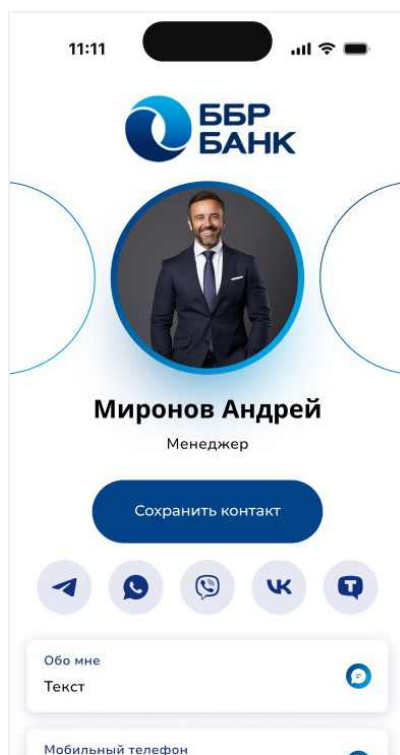 11:11
ББР
БАНК
Миронов Андрей
Менеджер
Сохранить контакт
Обо мне
Текст
Мобильный телефон